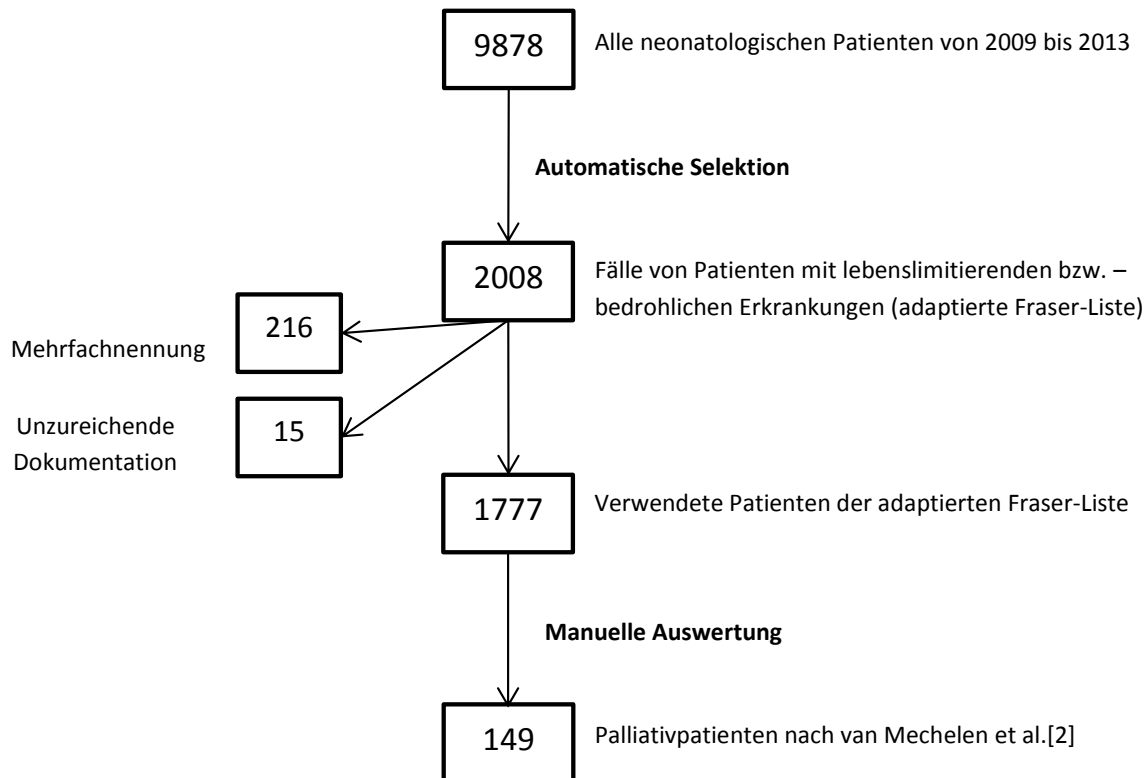 9878
Alle neonatologischen Patienten von 2009 bis 2013
Automatische Selektion
2008
Fälle von Patienten mit lebenslimitierenden bzw. –
bedrohlichen Erkrankungen (adaptierte Fraser-Liste)
Mehrfachnennung
216
Unzureichende
Dokumentation
15
1777
Verwendete Patienten der adaptierten Fraser-Liste
Manuelle Auswertung
149
Palliativpatienten nach van Mechelen et al.[2]